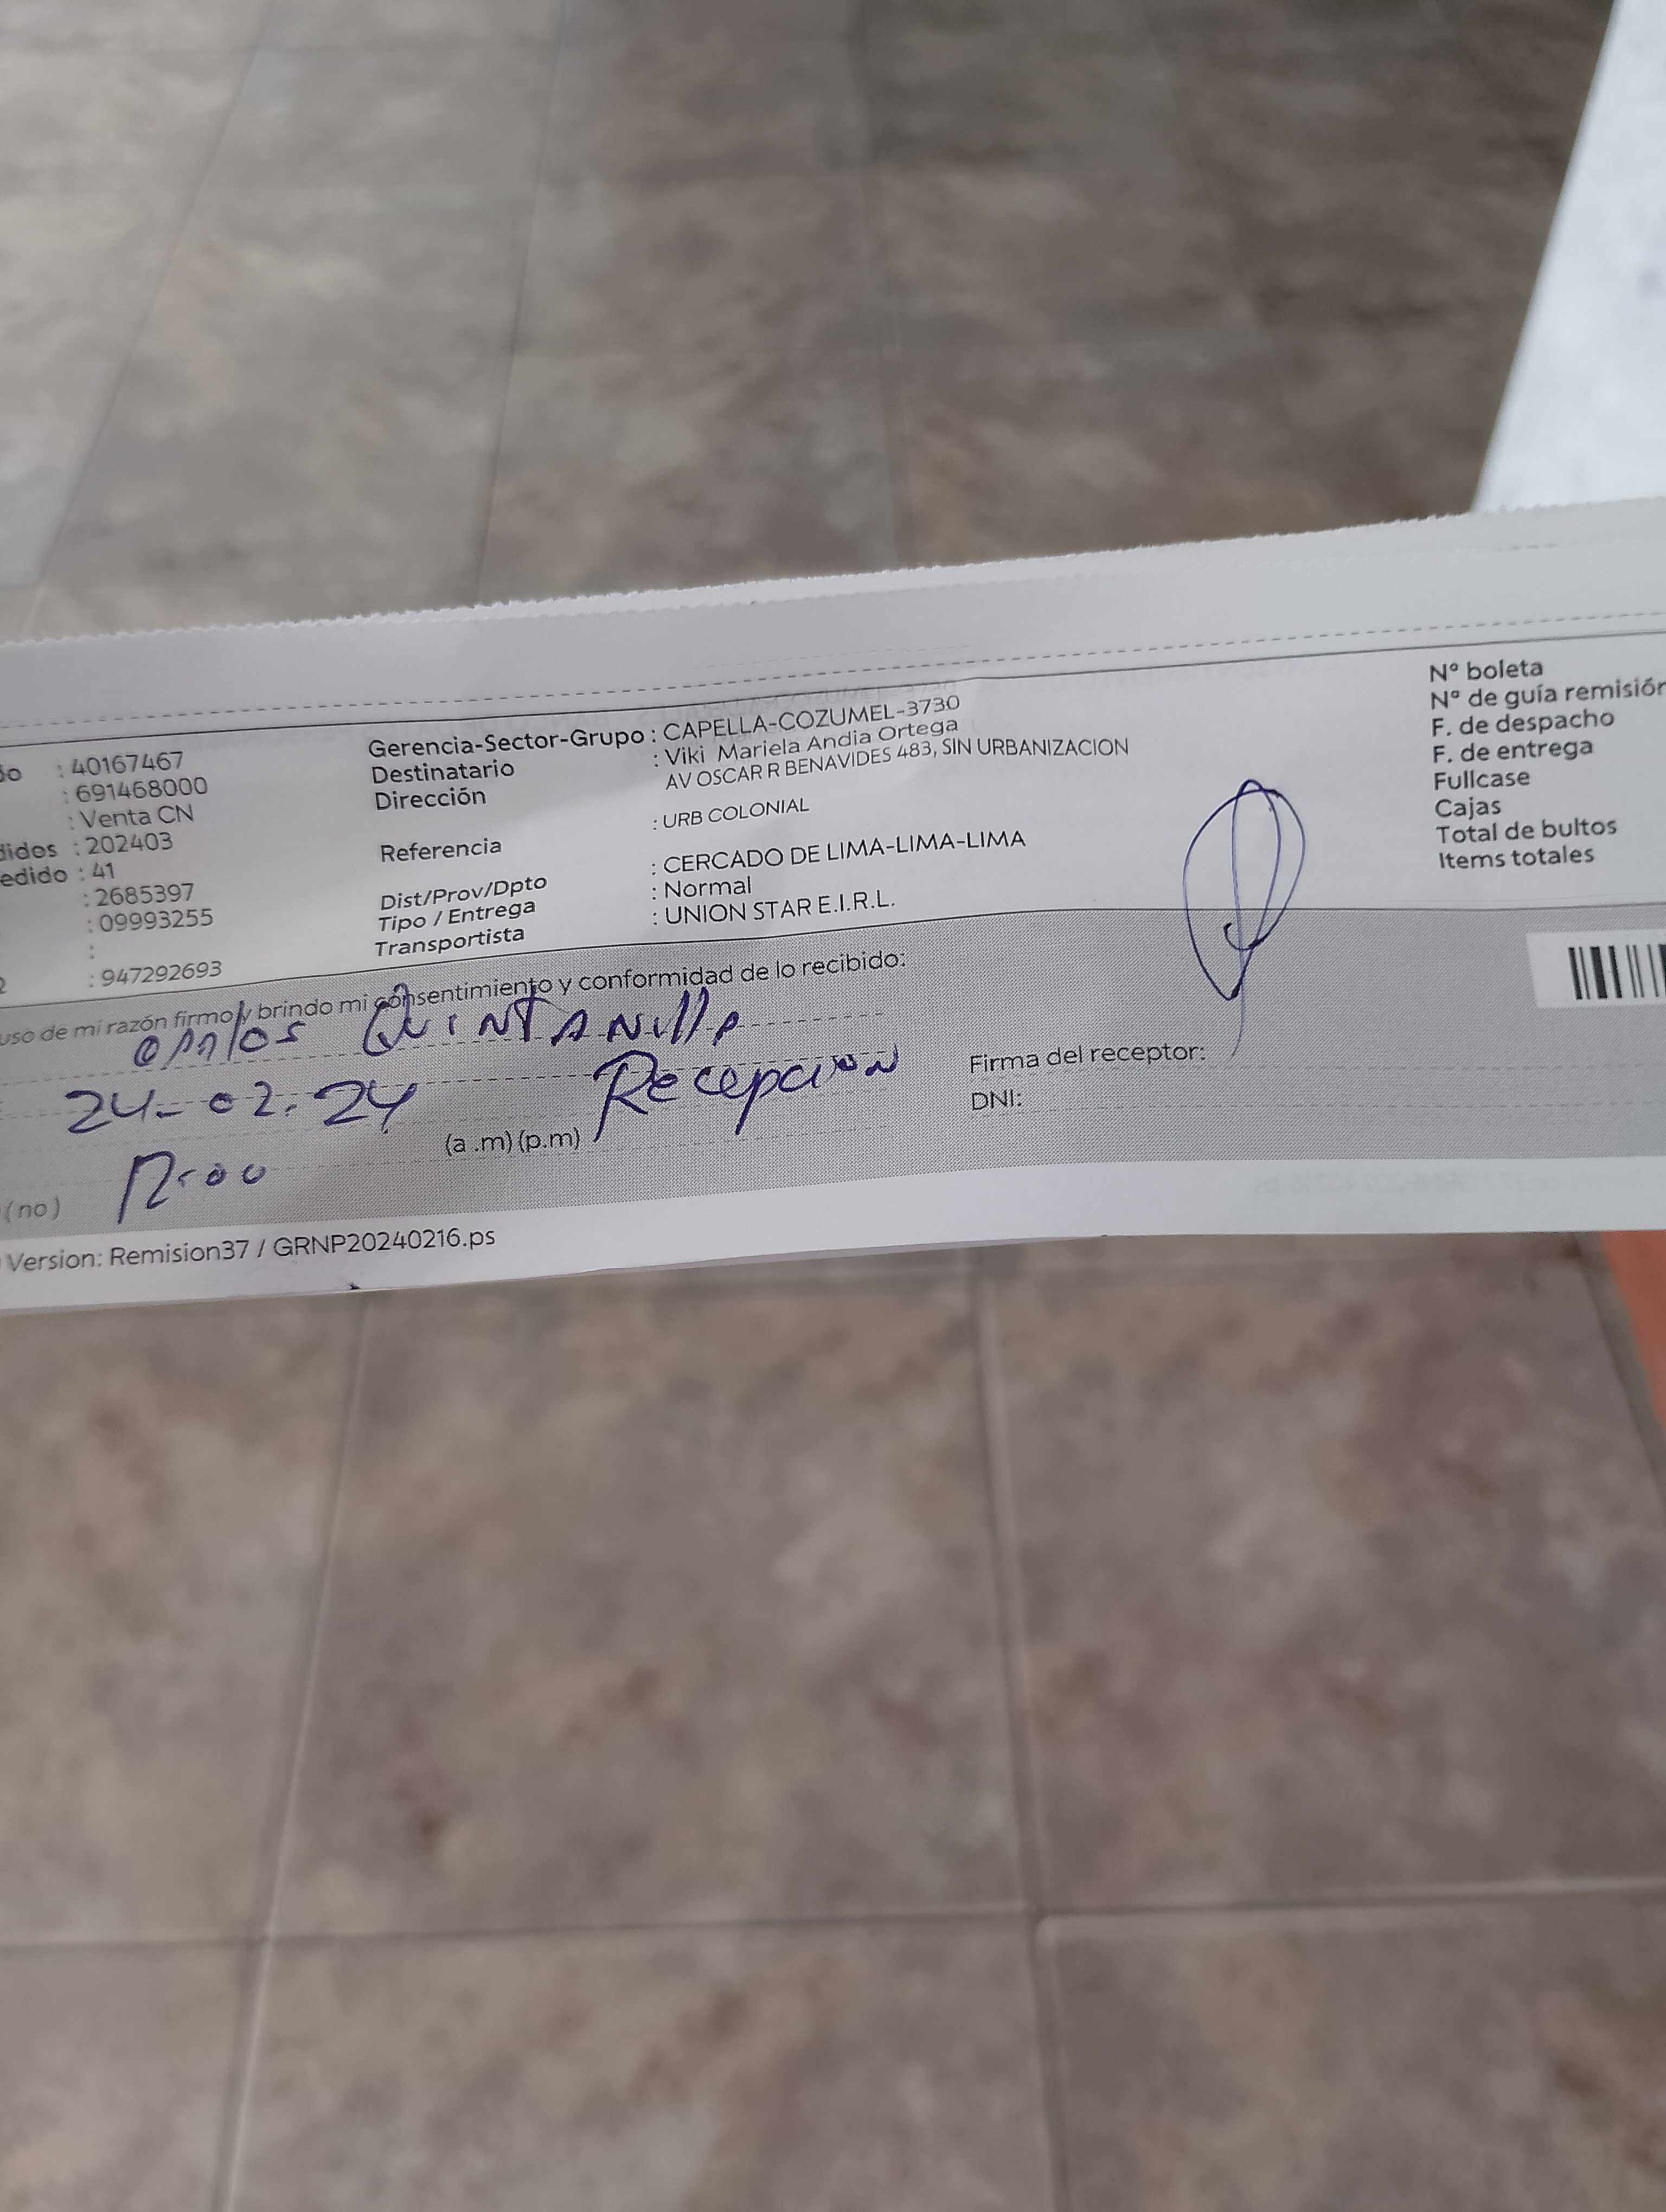 : 40167467
: 691468000
: Venta CN
didos : 202403
edido : 41
: 2685397
: 09993255
:
2 : 947292693
Gerencia-Sector-Grupo : CAPELLA-COZUMEL-3730
Destinatario : Viki Mariela Andia Ortega
Dirección AV OSCAR R BENAVIDES 483, SIN URBANIZACION
Referencia : URB COLONIAL
Dist/Prov/Dpto : CERCADO DE LIMA-LIMA-LIMA
Tipo / Entrega : Normal
Transportista : UNION STAR E.I.R.L.
N° boleta
N° de guía remisión
F. de despacho
F. de entrega
Fullcase
Cajas
Total de bultos
Items totales
uso de mi razón firmo y brindo mi consentimiento y conformidad de lo recibido:
CARLOS QUINTANILLA
24-02.24 Recepcion
(a .m) (p.m)
(no)
Firma del receptor:
DNI:
Version: Remision37 / GRNP20240216.ps